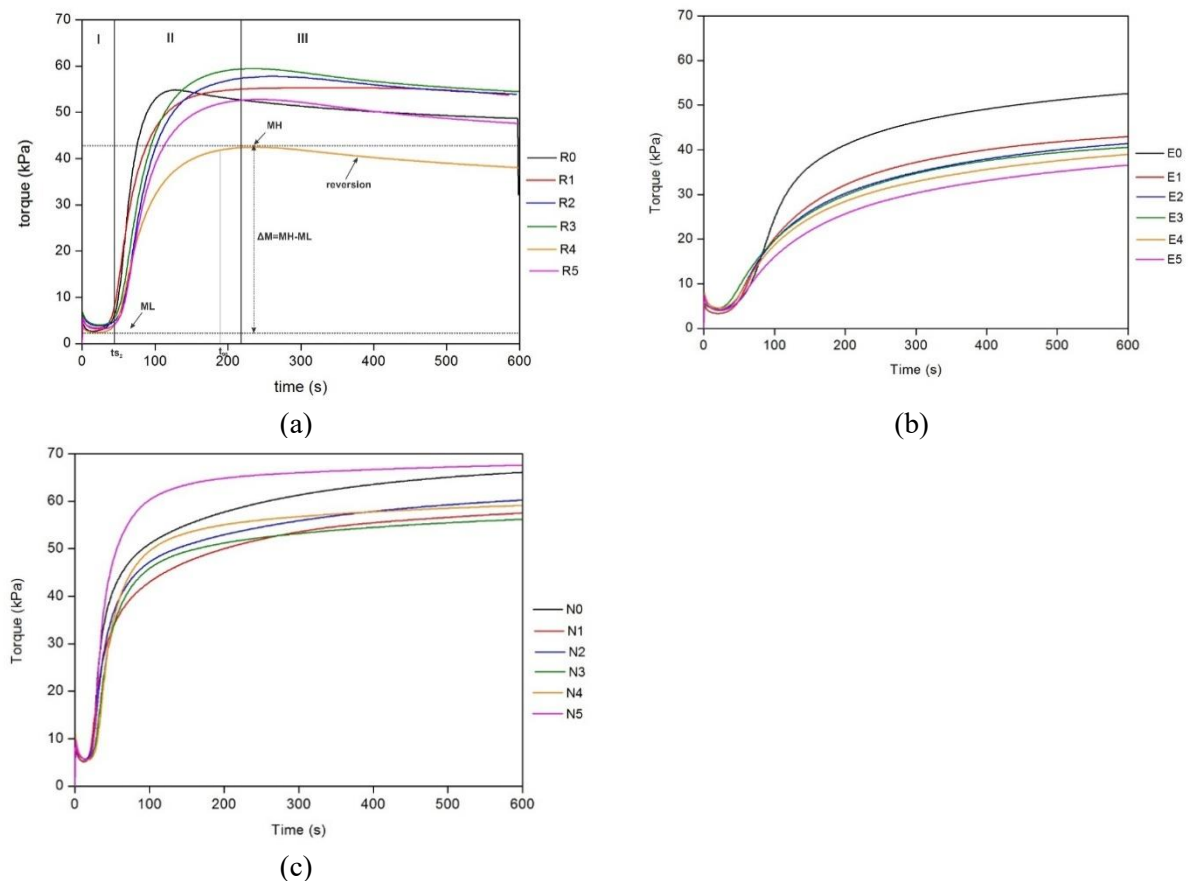 I II III
70
60
50
40
30
20
10
0
torque (kPa)
MH
reversion
ΔM=MH-ML
ML
ts₂
0 100 200 300 400 500 600
time (s)
R0
R1
R2
R3
R4
R5
(a)
70
60
50
40
30
20
10
0
Torque (kPa)
0 100 200 300 400 500 600
Time (s)
E0
E1
E2
E3
E4
E5
(b)
70
60
50
40
30
20
10
0
Torque (kPa)
0 100 200 300 400 500 600
Time (s)
N0
N1
N2
N3
N4
N5
(c)